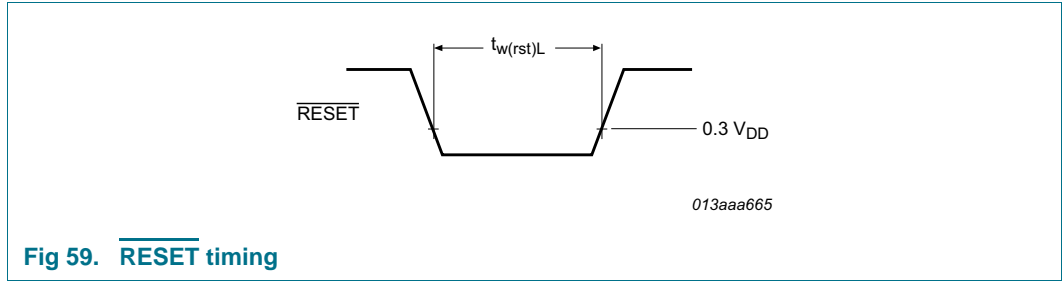 tw(rst)L
RESET
0.3 VDD
013aaa665
Fig 59. RESET timing